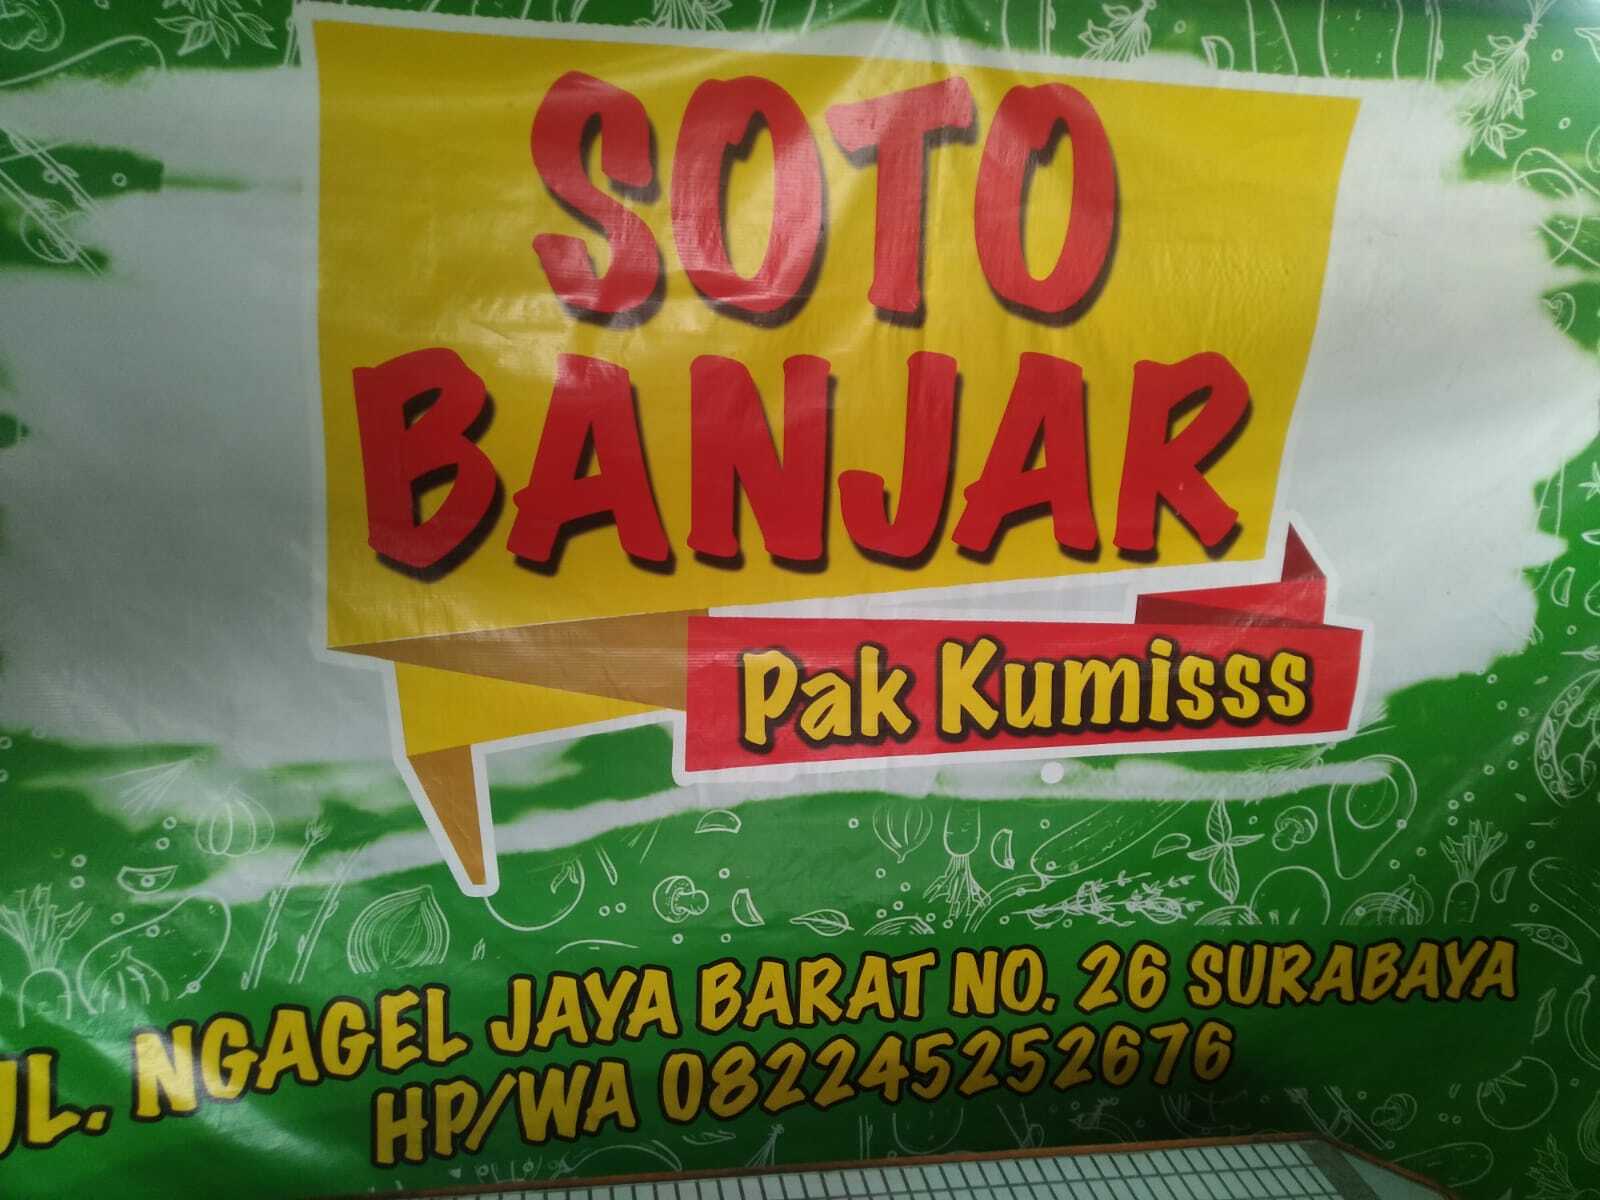 SOTO
BANJAR
Pak Kumisss
JL. NGAGEL JAYA BARAT NO. 26 SURABAYA
HP/WA 082245252676